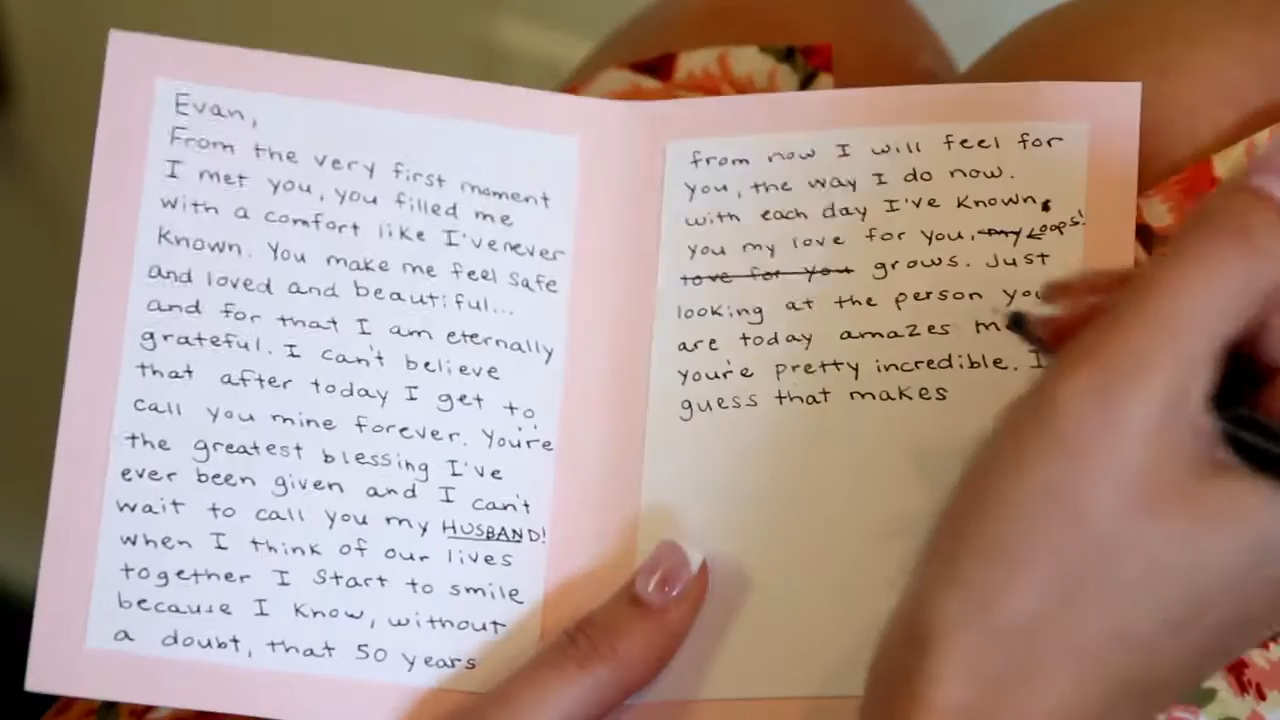 Evan,
From the very first moment
I met you, you filled me
with a comfort like I've never
known. You make me feel safe
and loved and beautiful...
and for that I am eternally
grateful. I can't believe
that after today I get to
call you mine forever. You're
the greatest blessing I've
ever been given and I can't
wait to call you my HUSBAND!
when I think of our lives
together I start to smile
because I know, without
a doubt, that 50 years
from now I will feel for
you, the way I do now.
with each day I've known
you my love for you, my oops!
love for you grows. Just
looking at the person you
are today amazes
you're pretty incredible. I
guess that makes